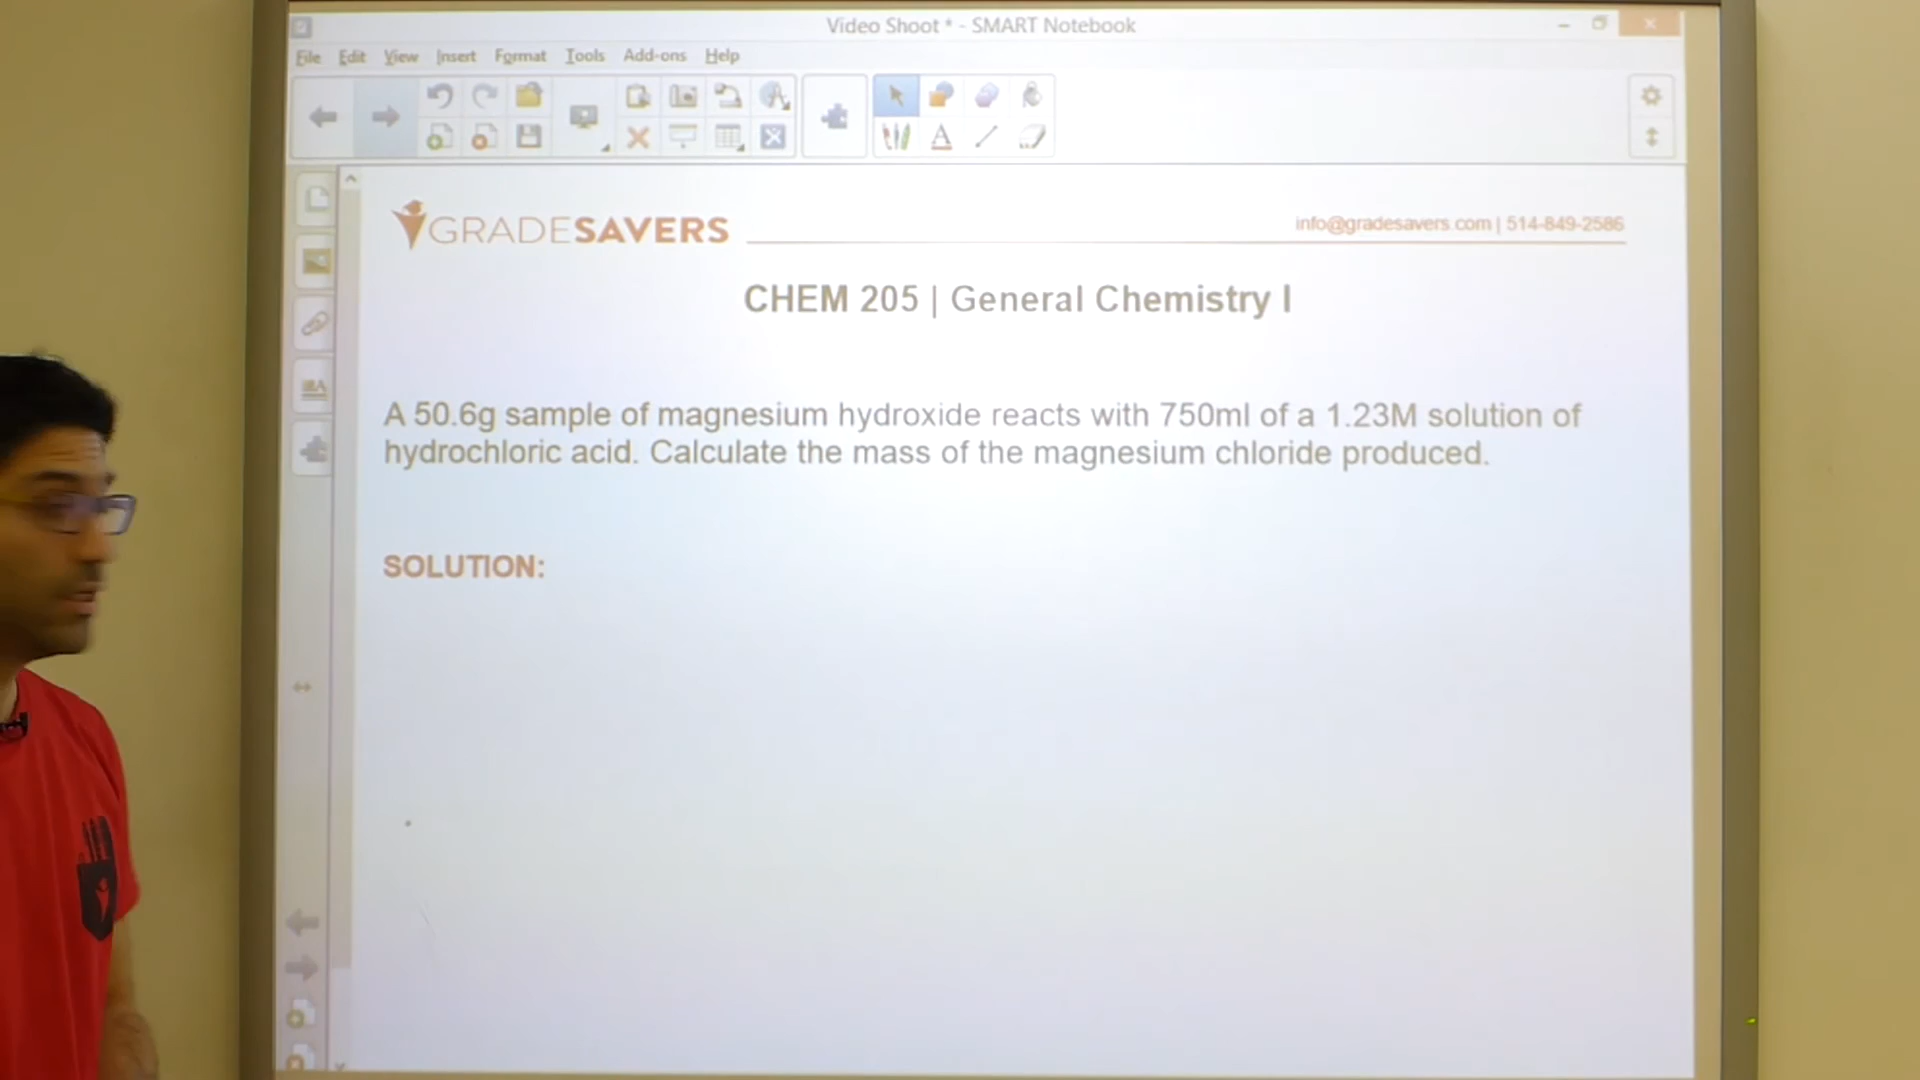 Video Shoot * - SMART Notebook
File Edit View Insert Format Tools Add-ons Help
GRADESAVERS
info@gradesavers.com | 514-849-2586
CHEM 205 | General Chemistry I
A 50.6g sample of magnesium hydroxide reacts with 750ml of a 1.23M solution of
hydrochloric acid. Calculate the mass of the magnesium chloride produced.
SOLUTION: